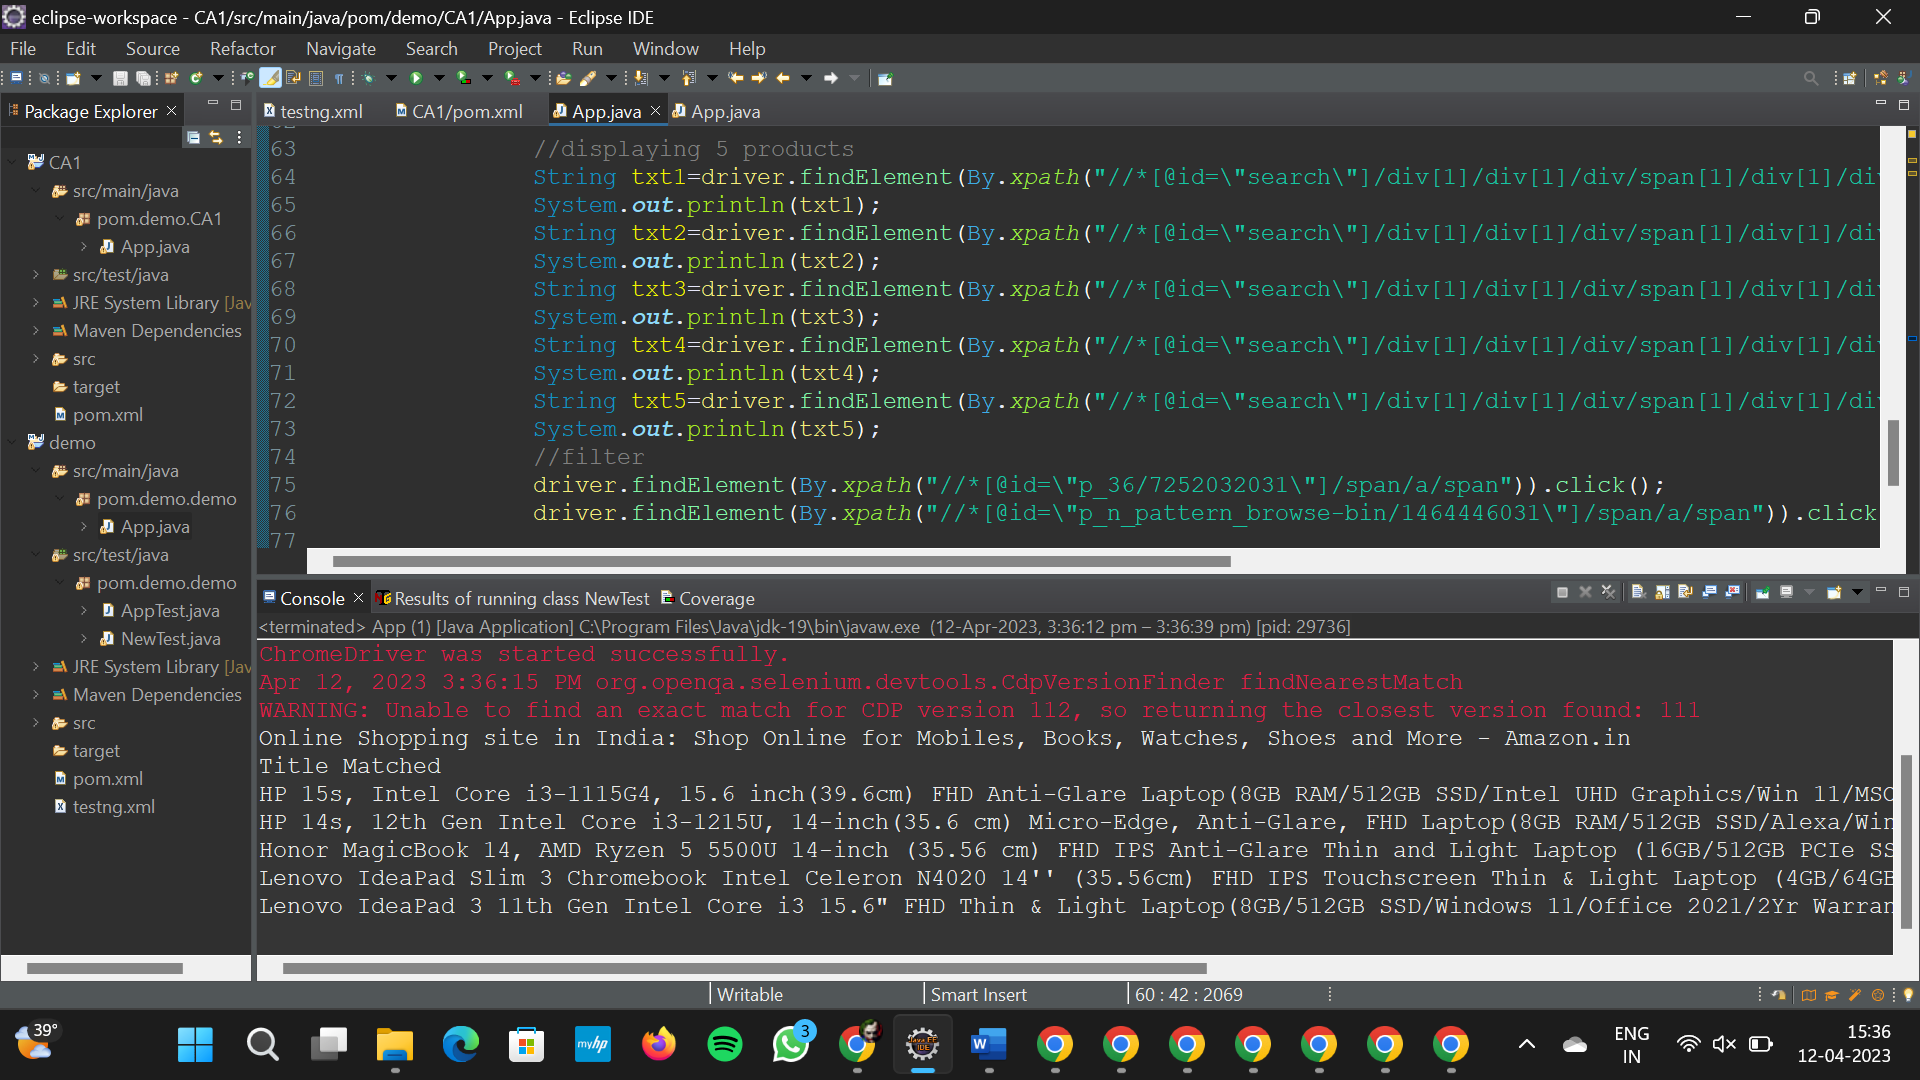 eclipse-workspace - CA1/src/main/java/pom/demo/CA1/App.java - Eclipse IDE
File Edit Source Refactor Navigate Search Project Run Window Help
Package Explorer
testng.xml CA1/pom.xml App.java App.java
CA1
src/main/java
pom.demo.CA1
App.java
src/test/java
JRE System Library [Jav
Maven Dependencies
src
target
pom.xml
demo
src/main/java
pom.demo.demo
App.java
src/test/java
pom.demo.demo
AppTest.java
NewTest.java
JRE System Library [Jav
Maven Dependencies
src
target
pom.xml
testng.xml
63 //displaying 5 products
64 String txt1=driver.findElement(By.xpath("//*[@id=\"search\"]/div[1]/div[1]/div/span[1]/div[1]/di
65 System.out.println(txt1);
66 String txt2=driver.findElement(By.xpath("//*[@id=\"search\"]/div[1]/div[1]/div/span[1]/div[1]/di
67 System.out.println(txt2);
68 String txt3=driver.findElement(By.xpath("//*[@id=\"search\"]/div[1]/div[1]/div/span[1]/div[1]/di
69 System.out.println(txt3);
70 String txt4=driver.findElement(By.xpath("//*[@id=\"search\"]/div[1]/div[1]/div/span[1]/div[1]/di
71 System.out.println(txt4);
72 String txt5=driver.findElement(By.xpath("//*[@id=\"search\"]/div[1]/div[1]/div/span[1]/div[1]/di
73 System.out.println(txt5);
74 //filter
75 driver.findElement(By.xpath("//*[@id=\"p_36/7252032031\"]/span/a/span")).click();
76 driver.findElement(By.xpath("//*[@id=\"p_n_pattern_browse-bin/1464446031\"]/span/a/span")).click
77
Console Results of running class NewTest Coverage
<terminated> App (1) [Java Application] C:\Program Files\Java\jdk-19\bin\javaw.exe (12-Apr-2023, 3:36:12 pm – 3:36:39 pm) [pid: 29736]
ChromeDriver was started successfully.
Apr 12, 2023 3:36:15 PM org.openqa.selenium.devtools.CdpVersionFinder findNearestMatch
WARNING: Unable to find an exact match for CDP version 112, so returning the closest version found: 111
Online Shopping site in India: Shop Online for Mobiles, Books, Watches, Shoes and More - Amazon.in
Title Matched
HP 15s, Intel Core i3-1115G4, 15.6 inch(39.6cm) FHD Anti-Glare Laptop(8GB RAM/512GB SSD/Intel UHD Graphics/Win 11/MSO
HP 14s, 12th Gen Intel Core i3-1215U, 14-inch(35.6 cm) Micro-Edge, Anti-Glare, FHD Laptop(8GB RAM/512GB SSD/Alexa/Win
Honor MagicBook 14, AMD Ryzen 5 5500U 14-inch (35.56 cm) FHD IPS Anti-Glare Thin and Light Laptop (16GB/512GB PCIe SS
Lenovo IdeaPad Slim 3 Chromebook Intel Celeron N4020 14'' (35.56cm) FHD IPS Touchscreen Thin & Light Laptop (4GB/64GB
Lenovo IdeaPad 3 11th Gen Intel Core i3 15.6" FHD Thin & Light Laptop(8GB/512GB SSD/Windows 11/Office 2021/2Yr Warran
Writable Smart Insert 60 : 42 : 2069
39°
myhp
3
Java EE
IDE
W
ENG
IN
15:36
12-04-2023